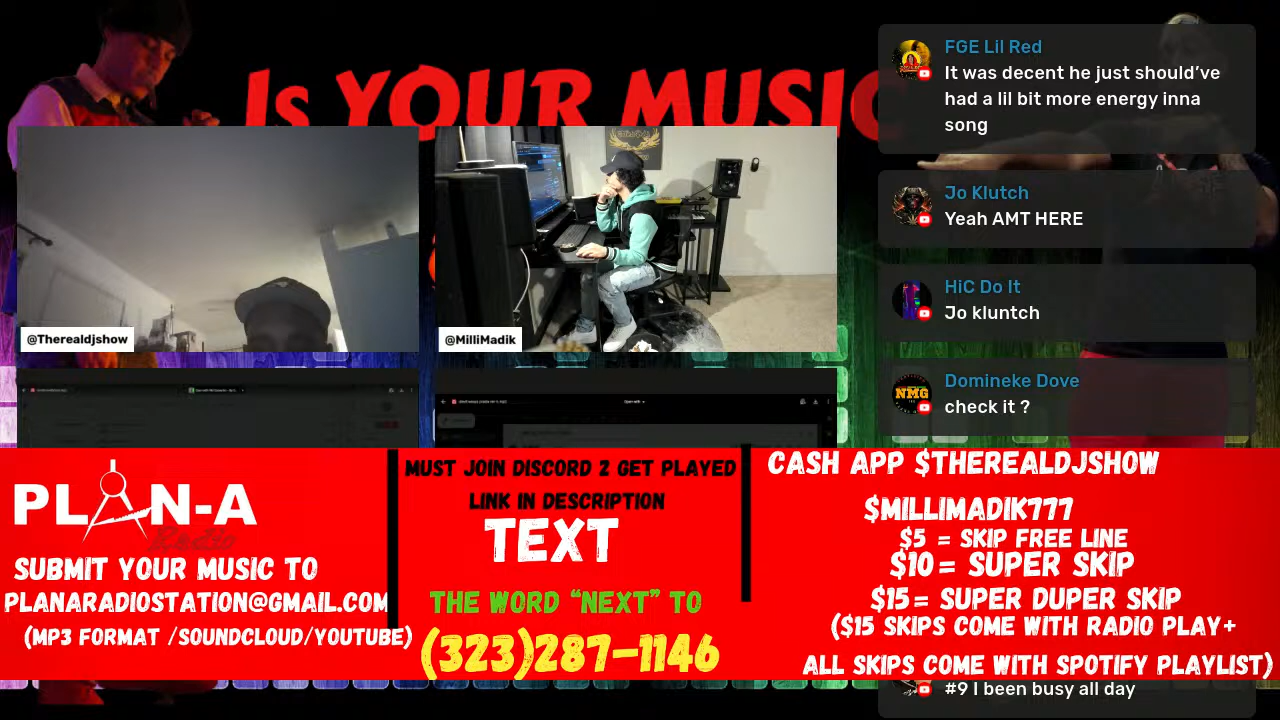 Is YOUR MUSIC
FGE Lil Red
It was decent he just should've
had a lil bit more energy inna
song
Jo Klutch
Yeah AMT HERE
HiC Do It
Jo kluntch
Domineke Dove
check it ?
NMG
@Therealdjshow
@MilliMadik
PLAN-A
Radio
SUBMIT YOUR MUSIC TO
PLANARADIOSTATION@GMAIL.COM
(MP3 FORMAT /SOUNDCLOUD/YOUTUBE)
MUST JOIN DISCORD 2 GET PLAYED
LINK IN DESCRIPTION
TEXT
THE WORD “NEXT” TO
(323)287-1146
CASH APP $THEREALDJSHOW
$MILLIMADIK777
$5 = SKIP FREE LINE
$10 = SUPER SKIP
$15= SUPER DUPER SKIP
($15 SKIPS COME WITH RADIO PLAY+
ALL SKIPS COME WITH SPOTIFY PLAYLIST)
#9 I been busy all day